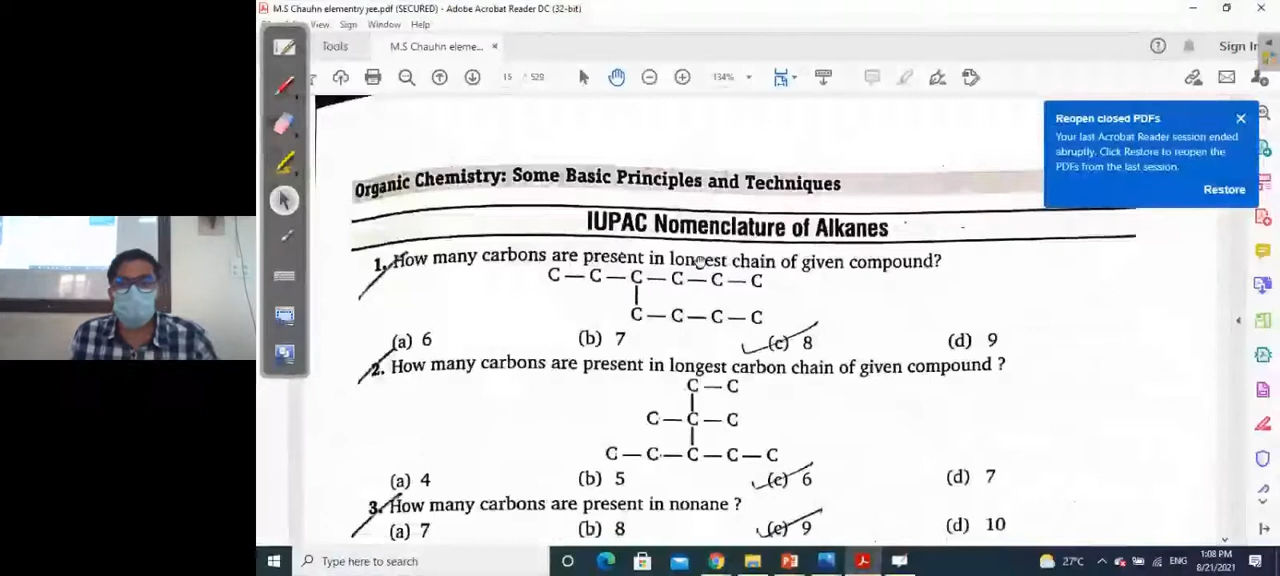 M.S Chauhn elementry jee.pdf (SECURED) - Adobe Acrobat Reader DC (32-bit)
View Sign Window Help
Tools M.S Chauhn eleme... × Sign In
15 / 529 134%
Reopen closed PDFs
Your last Acrobat Reader session ended
abruptly. Click Restore to reopen the
PDFs from the last session.
Restore
Organic Chemistry: Some Basic Principles and Techniques
IUPAC Nomenclature of Alkanes
1. How many carbons are present in longest chain of given compound?
C — C — C — C — C — C
|
C — C — C — C
(a) 6 (b) 7 (c) 8 (d) 9
2. How many carbons are present in longest carbon chain of given compound ?
C — C
|
C — C — C
|
C — C — C — C — C
(a) 4 (b) 5 (c) 6 (d) 7
3. How many carbons are present in nonane ?
(a) 7 (b) 8 (c) 9 (d) 10
Type here to search 27°C ENG 1:08 PM
8/21/2021